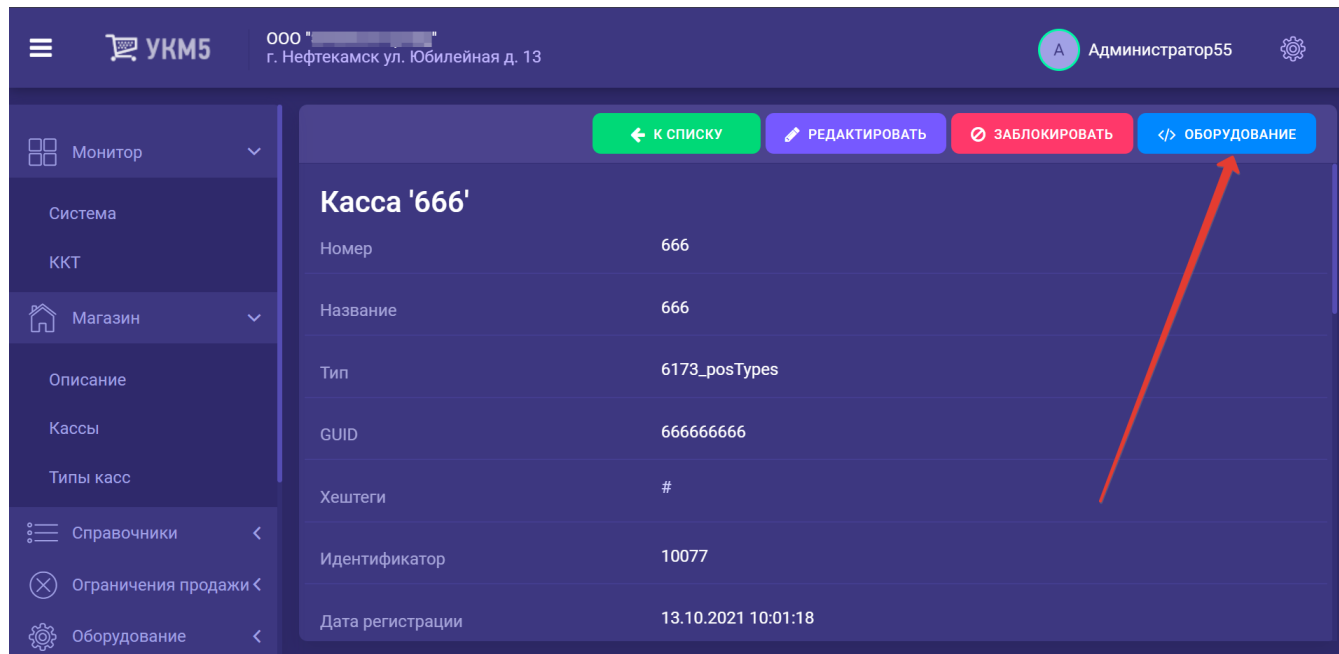 УКМ5
ООО " "
г. Нефтекамск ул. Юбилейная д. 13
А
Администратор55
Монитор
Система
ККТ
Магазин
Описание
Кассы
Типы касс
Справочники
Ограничения продажи
Оборудование
К СПИСКУ
РЕДАКТИРОВАТЬ
ЗАБЛОКИРОВАТЬ
</> ОБОРУДОВАНИЕ
Касса '666'
Номер 666
Название 666
Тип 6173_posTypes
GUID 666666666
Хештеги #
Идентификатор 10077
Дата регистрации 13.10.2021 10:01:18